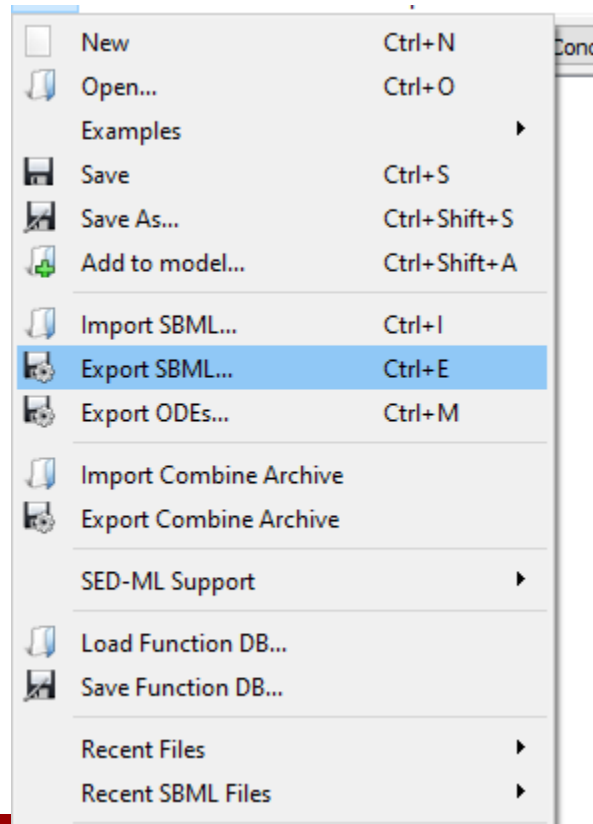 New Ctrl+N
Open... Ctrl+O
Examples
Save Ctrl+S
Save As... Ctrl+Shift+S
Add to model... Ctrl+Shift+A
Import SBML... Ctrl+I
Export SBML... Ctrl+E
Export ODEs... Ctrl+M
Import Combine Archive
Export Combine Archive
SED-ML Support
Load Function DB...
Save Function DB...
Recent Files
Recent SBML Files